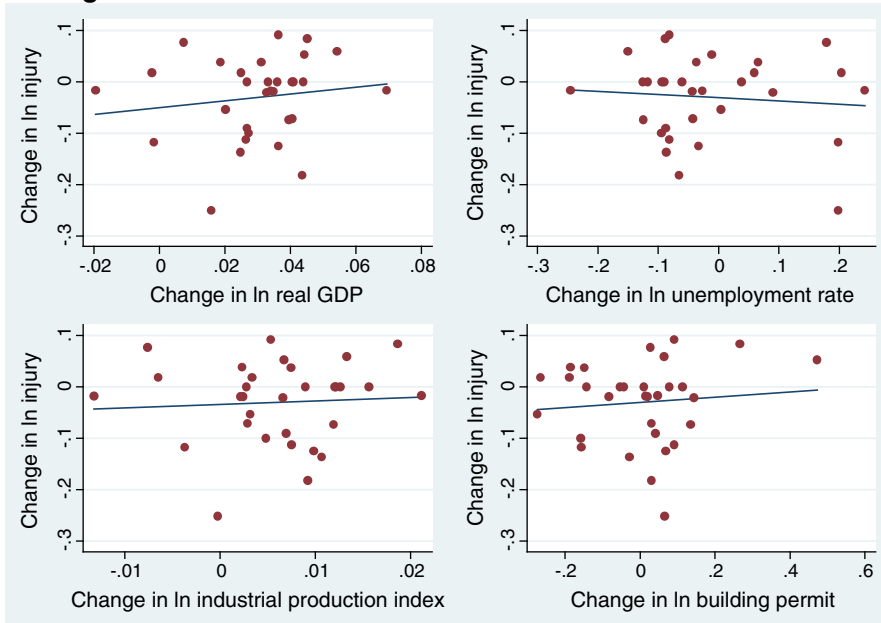 Change in ln injury
.1
0
-.1
-.2
-.3
-.02 0 .02 .04 .06 .08
Change in ln real GDP
Change in ln injury
.1
0
-.1
-.2
-.3
-.3 -.2 -.1 0 .1 .2
Change in ln unemployment rate
Change in ln injury
.1
0
-.1
-.2
-.3
-.01 0 .01 .02
Change in ln industrial production index
Change in ln injury
.1
0
-.1
-.2
-.3
-.2 0 .2 .4 .6
Change in ln building permit